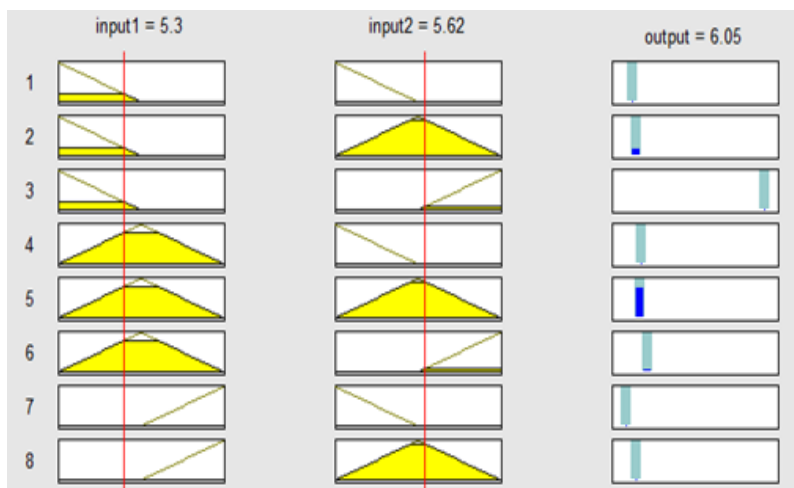 input1 = 5.3
input2 = 5.62
output = 6.05
1
2
3
4
5
6
7
8